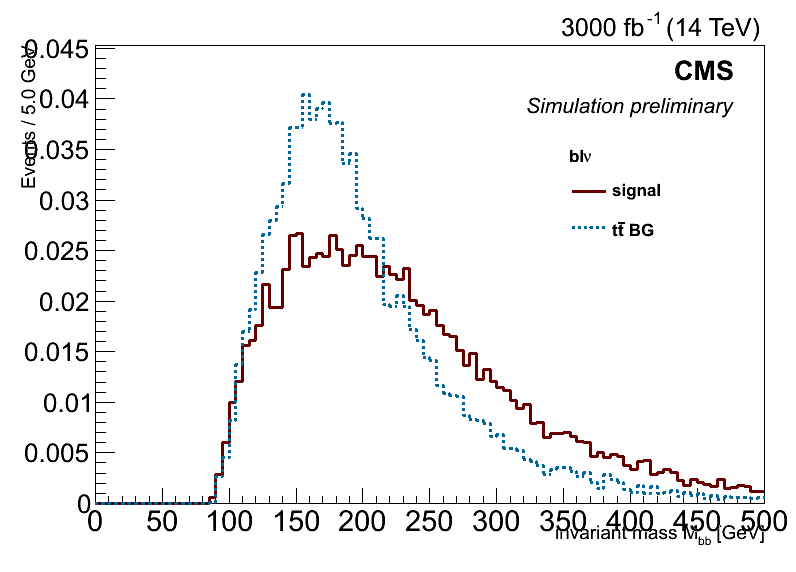 3000 fb-1 (14 TeV)
CMS
Simulation preliminary
blν
signal
tt̄ BG
Events / 5.0 GeV
0.045
0.04
0.035
0.03
0.025
0.02
0.015
0.01
0.005
0
0 50 100 150 200 250 300 350 400 450 500
Invariant mass Mbb [GeV]